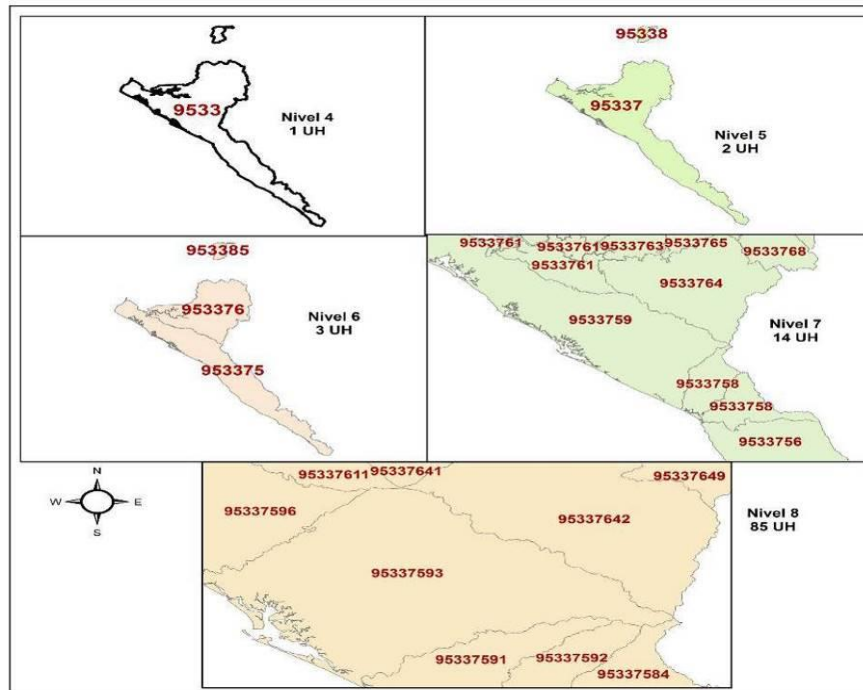 9533
Nivel 4
1 UH
95338
95337
Nivel 5
2 UH
953385
953376
953375
Nivel 6
3 UH
9533761
9533761
9533763
9533765
9533768
9533761
9533764
9533759
9533758
9533758
9533756
Nivel 7
14 UH
N
W
E
S
95337611
95337641
95337649
95337596
95337642
95337593
95337591
95337592
95337584
Nivel 8
85 UH